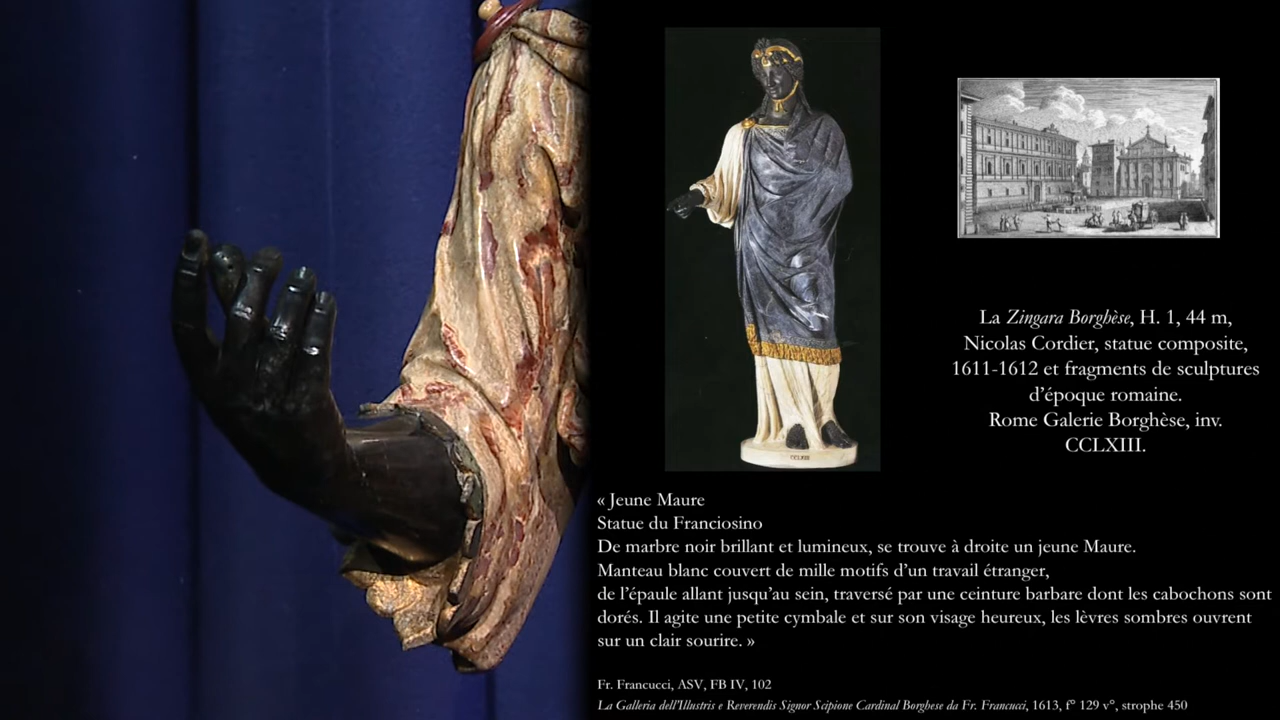 CCLXIII
La Zingara Borghèse, H. 1, 44 m,
Nicolas Cordier, statue composite,
1611-1612 et fragments de sculptures
d’époque romaine.
Rome Galerie Borghèse, inv.
CCLXIII.
« Jeune Maure
Statue du Franciosino
De marbre noir brillant et lumineux, se trouve à droite un jeune Maure.
Manteau blanc couvert de mille motifs d’un travail étranger,
de l’épaule allant jusqu’au sein, traversé par une ceinture barbare dont les cabochons sont
dorés. Il agite une petite cymbale et sur son visage heureux, les lèvres sombres ouvrent
sur un clair sourire. »
Fr. Francucci, ASV, FB IV, 102
La Galleria dell’Illustris e Reverendis Signor Scipione Cardinal Borghese da Fr. Francucci, 1613, f° 129 v°, strophe 450